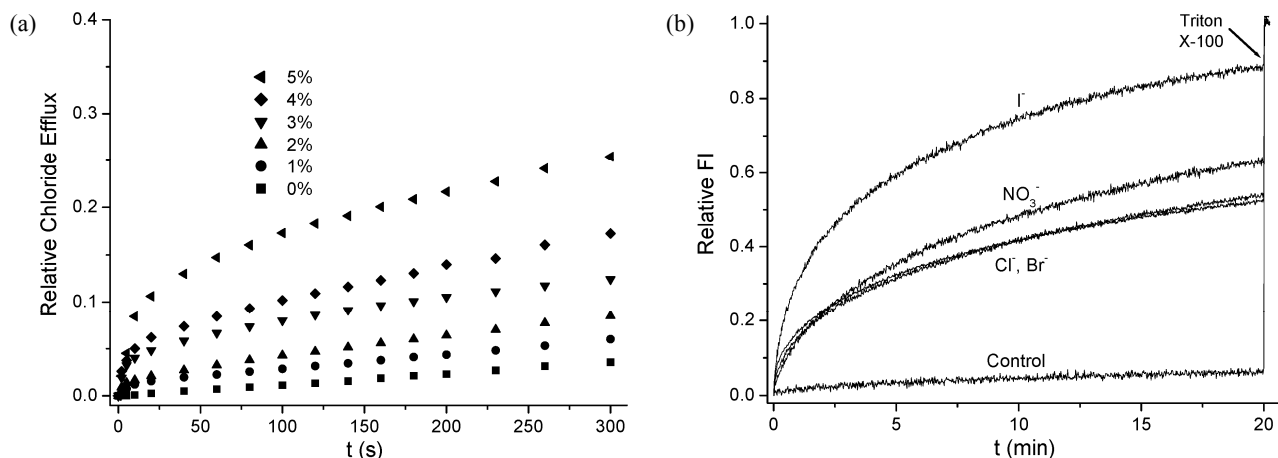 (a)
Relative Chloride Efflux
0.4
0.3
0.2
0.1
0.0
5%
4%
3%
2%
1%
0%
0 50 100 150 200 250 300
t (s)
(b)
Relative FI
1.0
0.8
0.6
0.4
0.2
0.0
Triton
X-100
I⁻
NO₃⁻
Cl⁻, Br⁻
Control
0 5 10 15 20
t (min)